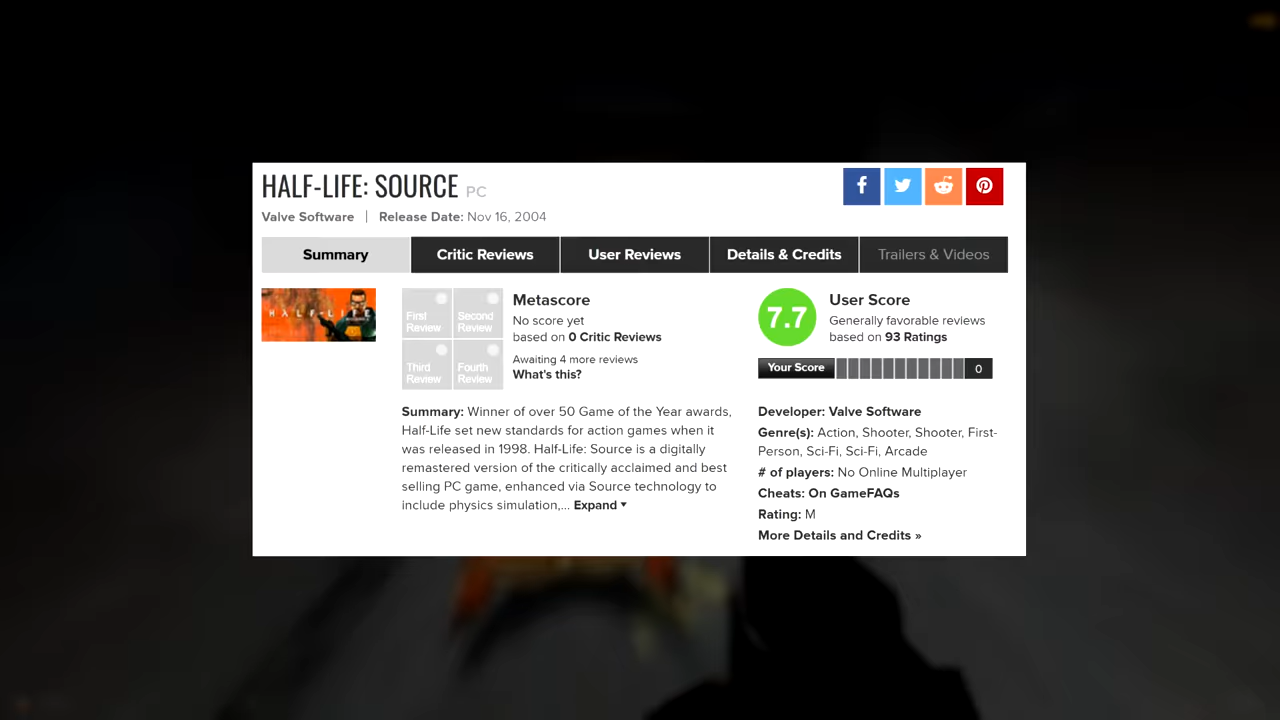 HALF-LIFE: SOURCE PC
Valve Software | Release Date: Nov 16, 2004
Summary
Critic Reviews
User Reviews
Details & Credits
Trailers & Videos
HALF-LIFE
First Review
Second Review
Third Review
Fourth Review
Metascore
No score yet
based on 0 Critic Reviews
Awaiting 4 more reviews
What's this?
7.7
User Score
Generally favorable reviews
based on 93 Ratings
Your Score 0
Summary: Winner of over 50 Game of the Year awards,
Half-Life set new standards for action games when it
was released in 1998. Half-Life: Source is a digitally
remastered version of the critically acclaimed and best
selling PC game, enhanced via Source technology to
include physics simulation,... Expand
Developer: Valve Software
Genre(s): Action, Shooter, Shooter, First-
Person, Sci-Fi, Sci-Fi, Arcade
# of players: No Online Multiplayer
Cheats: On GameFAQs
Rating: M
More Details and Credits »